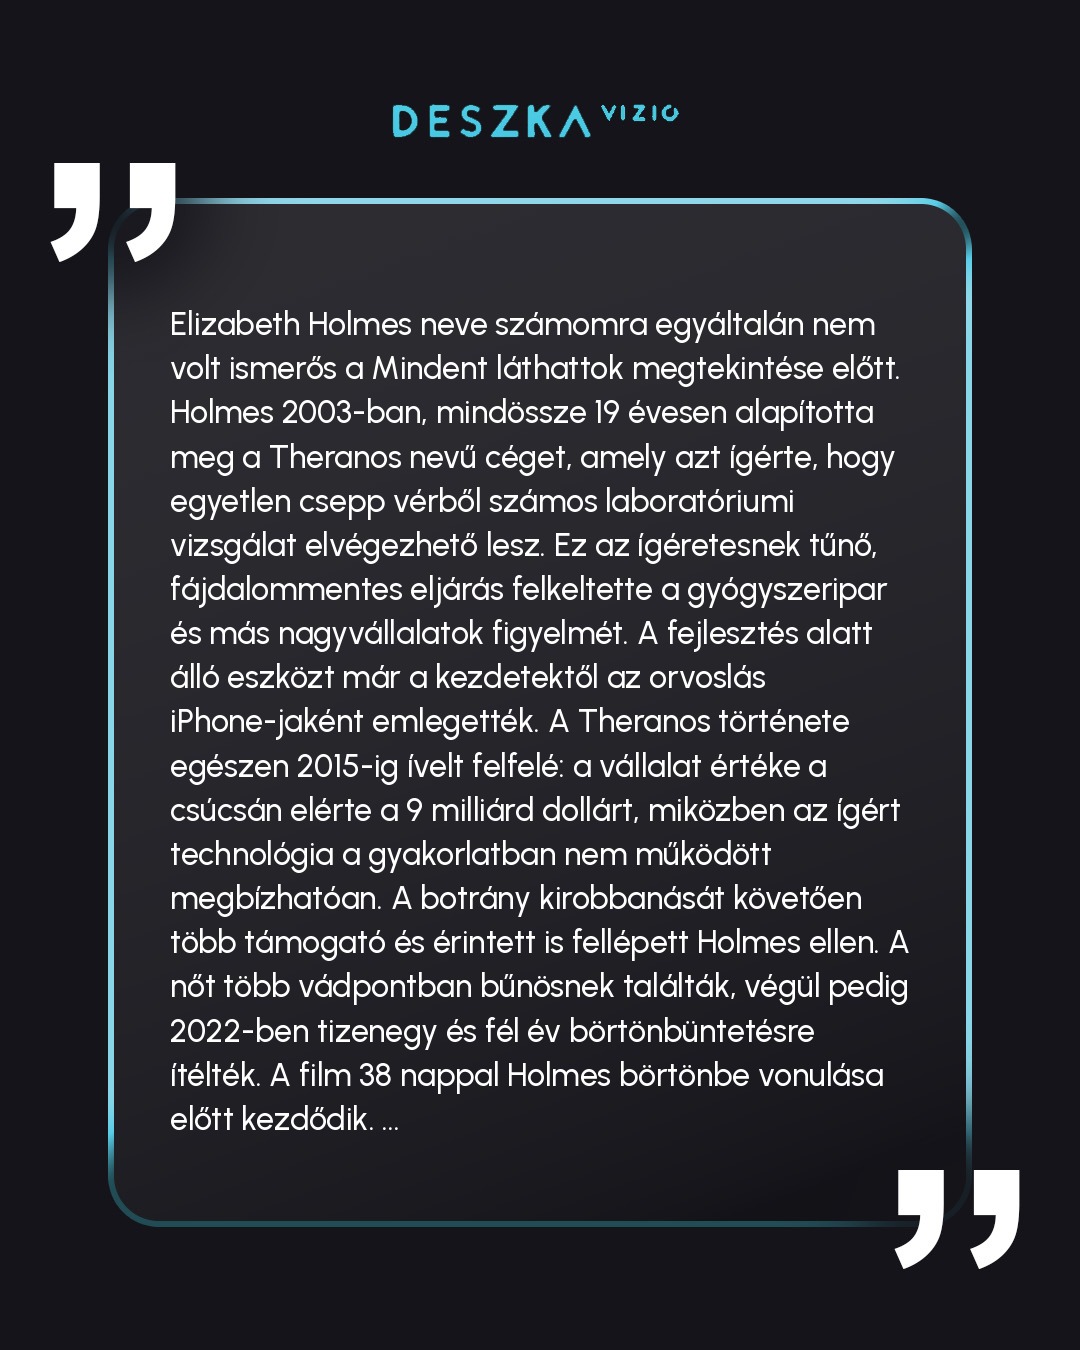 DESZKA VIZIO
Elizabeth Holmes neve számomra egyáltalán nem
volt ismerős a Mindent láthattok megtekintése előtt.
Holmes 2003-ban, mindössze 19 évesen alapította
meg a Theranos nevű céget, amely azt ígérte, hogy
egyetlen csepp vérből számos laboratóriumi
vizsgálat elvégezhető lesz. Ez az ígéretesnek tűnő,
fájdalommentes eljárás felkeltette a gyógyszeripar
és más nagyvállalatok figyelmét. A fejlesztés alatt
álló eszközt már a kezdetektől az orvoslás
iPhone-jaként emlegették. A Theranos története
egészen 2015-ig ívelt felfelé: a vállalat értéke a
csúcsán elérte a 9 milliárd dollárt, miközben az ígért
technológia a gyakorlatban nem működött
megbízhatóan. A botrány kirobbanását követően
több támogató és érintett is fellépett Holmes ellen. A
nőt több vádpontban bűnösnek találták, végül pedig
2022-ben tizenegy és fél év börtönbüntetésre
ítélték. A film 38 nappal Holmes börtönbe vonulása
előtt kezdődik. ...